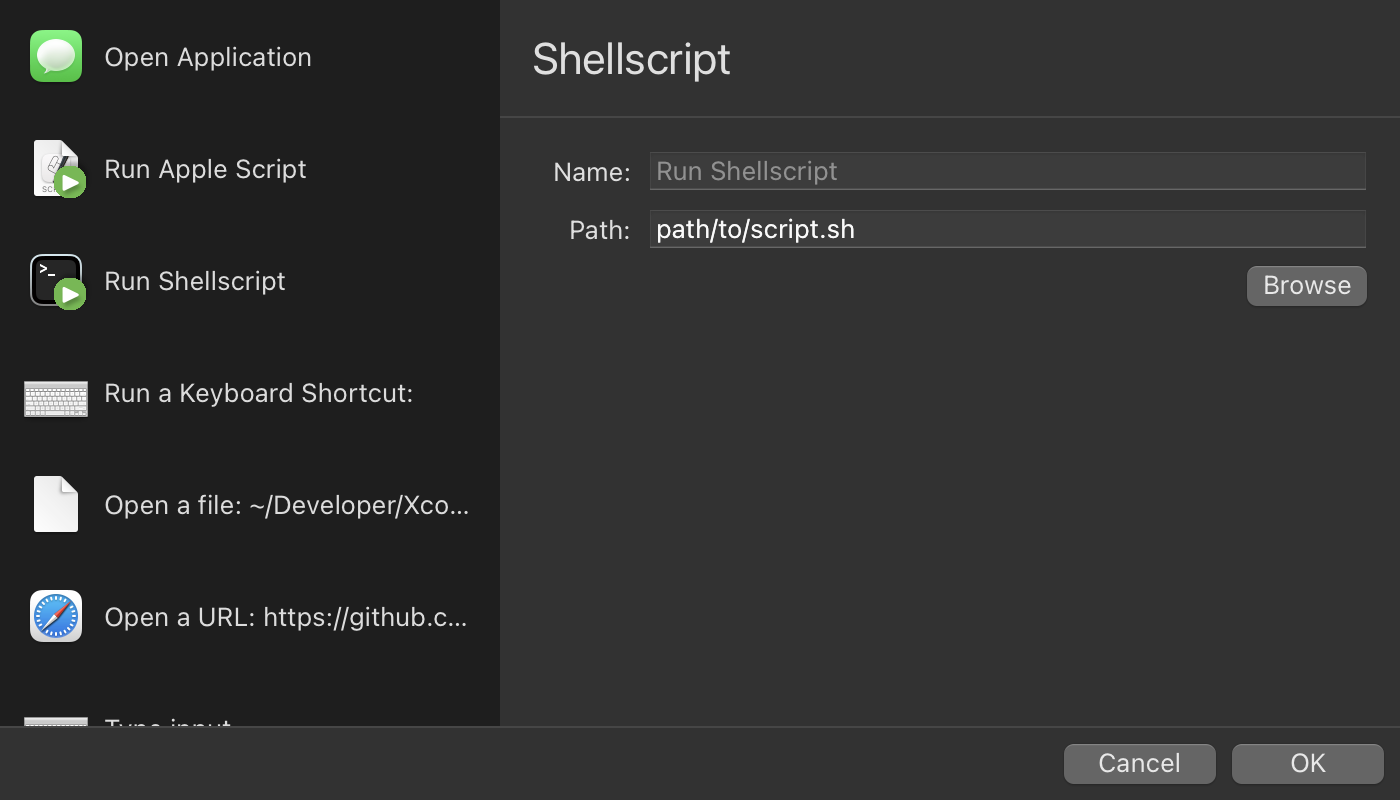 Open Application
Run Apple Script
Run Shellscript
Run a Keyboard Shortcut:
Open a file: ~/Developer/Xco...
Open a URL: https://github.c...
Type input
Shellscript
Name: Run Shellscript
Path: path/to/script.sh
Browse
Cancel
OK